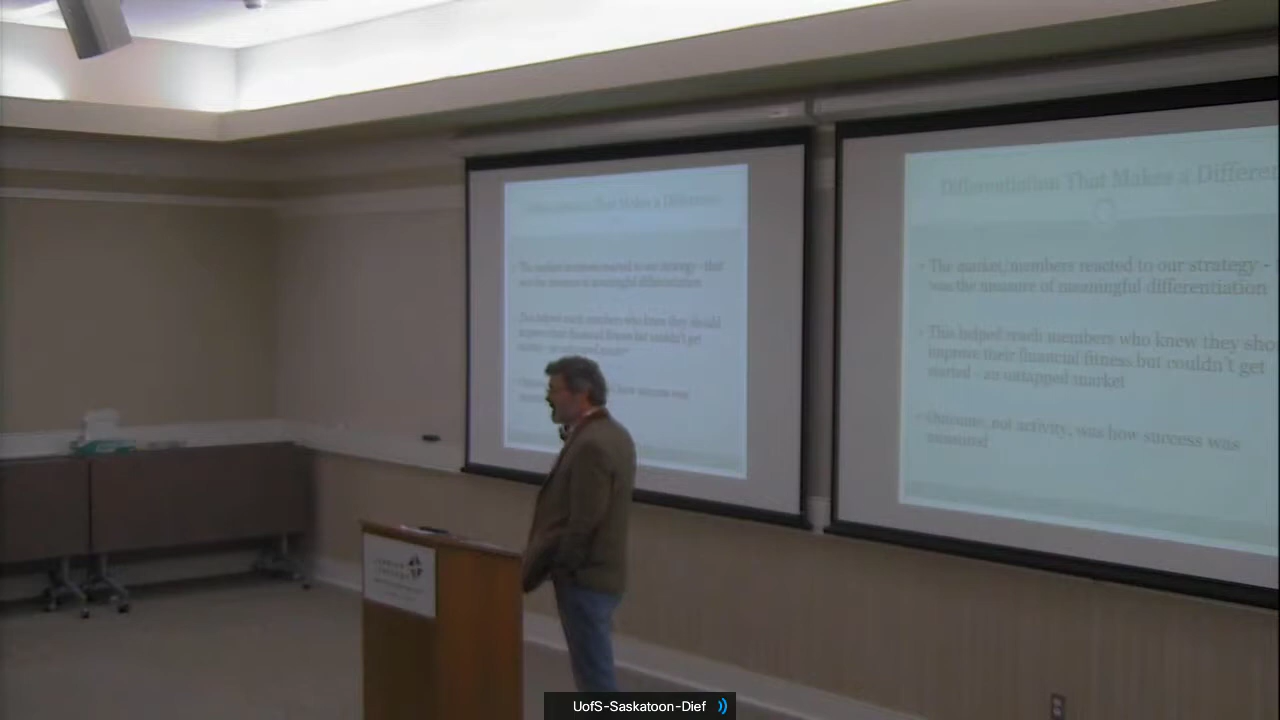 Differentiation That Makes a Differen
The market/members reacted to our strategy -
was the measure of meaningful differentiation
This helped reach members who knew they sho
improve their financial fitness but couldn't get
started - an untapped market
Outcome, not activity, was how success was
measured
UofS-Saskatoon-Dief